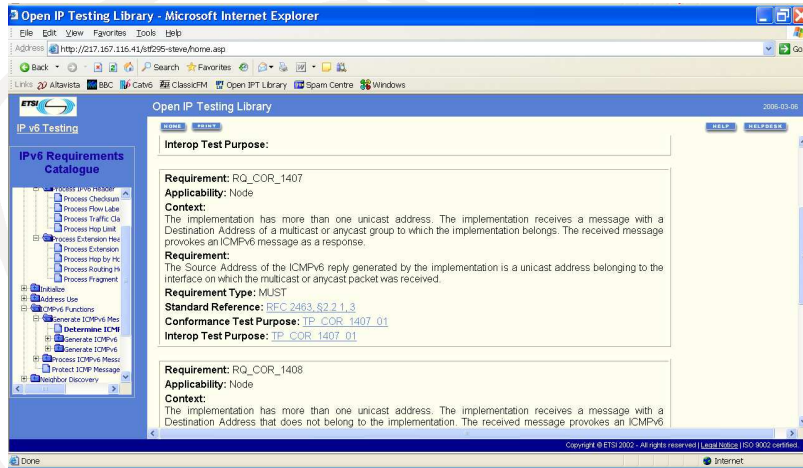 Open IP Testing Library - Microsoft Internet Explorer
File Edit View Favorites Tools Help
Address http://217.167.116.41/stf295-steve/home.asp Go
Back Search Favorites
Links Altavista BBC Catv6 ClassicFM Open IPT Library Spam Centre Windows
ETSI
Open IP Testing Library
2006-03-08
IP v6 Testing
HOME PRINT HELP HELPDESK
IPv6 Requirements
Catalogue
Process IPv6 Header
Process Checksum
Process Flow Labe
Process Traffic Cla
Process Hop Limit
Process Extension Hea
Process Extension
Process Hop by Hc
Process Routing H
Process Fragment
Initialize
Address Use
ICMPv6 Functions
Generate ICMPv6 Mes
Determine ICMF
Generate ICMPv6
Generate ICMPv6
Process ICMPv6 Messa
Protect ICMP Message
Neighbor Discovery
Interop Test Purpose:
Requirement: RQ_COR_1407
Applicability: Node
Context:
The implementation has more than one unicast address. The implementation receives a message with a
Destination Address of a multicast or anycast group to which the implementation belongs. The received message
provokes an ICMPv6 message as a response.
Requirement:
The Source Address of the ICMPv6 reply generated by the implementation is a unicast address belonging to the
interface on which the multicast or anycast packet was received.
Requirement Type: MUST
Standard Reference: RFC 2463, §2.2 1, 3
Conformance Test Purpose: TP_COR_1407_01
Interop Test Purpose: TP_COR_1407_01
Requirement: RQ_COR_1408
Applicability: Node
Context:
The implementation has more than one unicast address. The implementation receives a message with a
Destination Address that does not belong to the implementation. The received message provokes an ICMPv6
Copyright © ETSI 2002 - All rights reserved | Legal Notice | ISO 9002 certified.
Done Internet